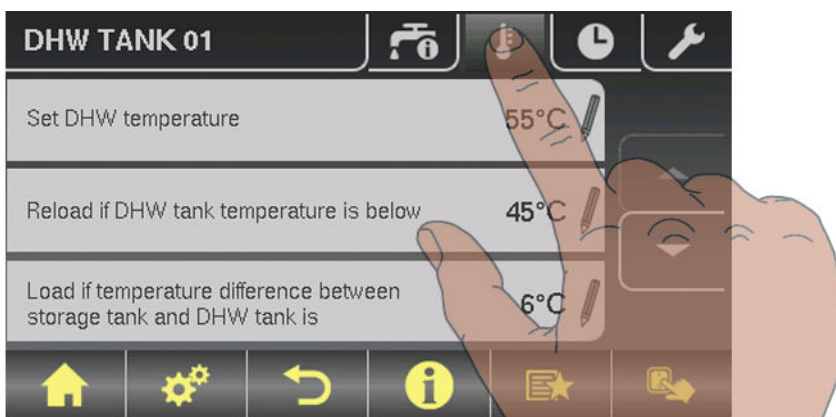 DHW TANK 01
Set DHW temperature 55°C
Reload if DHW tank temperature is below 45°C
Load if temperature difference between
storage tank and DHW tank is 6°C